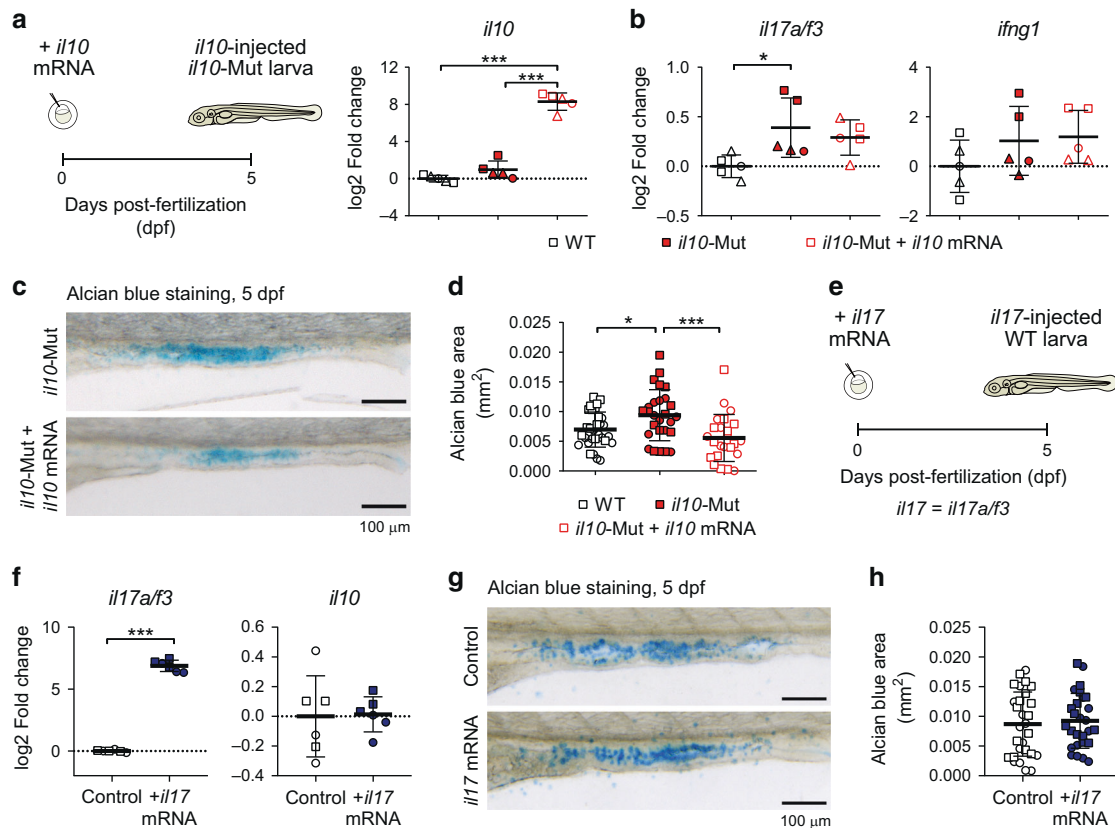 a
+ il10
mRNA
il10-injected
il10-Mut larva
0
5
Days post-fertilization
(dpf)
il10
***
***
log2 Fold change
12
8
4
0
−4
b
il17a/f3
*
log2 Fold change
1.0
0.5
0.0
−0.5
ifng1
4
2
0
−2
WT
il10-Mut
il10-Mut + il10 mRNA
c
Alcian blue staining, 5 dpf
il10-Mut
il10-Mut +
il10 mRNA
100 µm
d
Alcian blue area
(mm²)
0.025
0.020
0.015
0.010
0.005
0.000
*
***
WT
il10-Mut
il10-Mut + il10 mRNA
e
+ il17
mRNA
il17-injected
WT larva
0
5
Days post-fertilization (dpf)
il17 = il17a/f3
f
il17a/f3
***
log2 Fold change
10
5
0
Control +il17
mRNA
il10
0.6
0.4
0.2
0.0
−0.2
−0.4
Control +il17
mRNA
g
Alcian blue staining, 5 dpf
Control
il17 mRNA
100 µm
h
Alcian blue area
(mm²)
0.025
0.020
0.015
0.010
0.005
0.000
Control +il17
mRNA